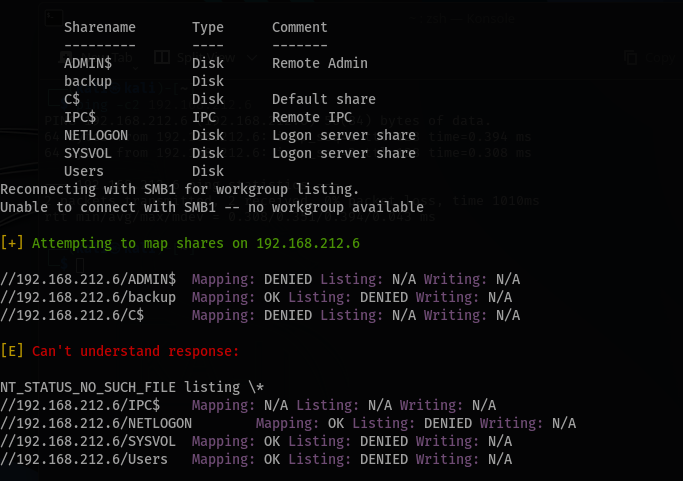 Sharename       Type      Comment
---------       ----      -------
ADMIN$          Disk      Remote Admin
backup          Disk
C$              Disk      Default share
IPC$            IPC       Remote IPC
NETLOGON        Disk      Logon server share
SYSVOL          Disk      Logon server share
Users           Disk
Reconnecting with SMB1 for workgroup listing.
Unable to connect with SMB1 -- no workgroup available
[+] Attempting to map shares on 192.168.212.6
//192.168.212.6/ADMIN$  Mapping: DENIED Listing: N/A Writing: N/A
//192.168.212.6/backup  Mapping: OK Listing: DENIED Writing: N/A
//192.168.212.6/C$      Mapping: DENIED Listing: N/A Writing: N/A
[E] Can't understand response:
NT_STATUS_NO_SUCH_FILE listing \*
//192.168.212.6/IPC$    Mapping: N/A Listing: N/A Writing: N/A
//192.168.212.6/NETLOGON        Mapping: OK Listing: DENIED Writing: N/A
//192.168.212.6/SYSVOL  Mapping: OK Listing: DENIED Writing: N/A
//192.168.212.6/Users   Mapping: OK Listing: DENIED Writing: N/A